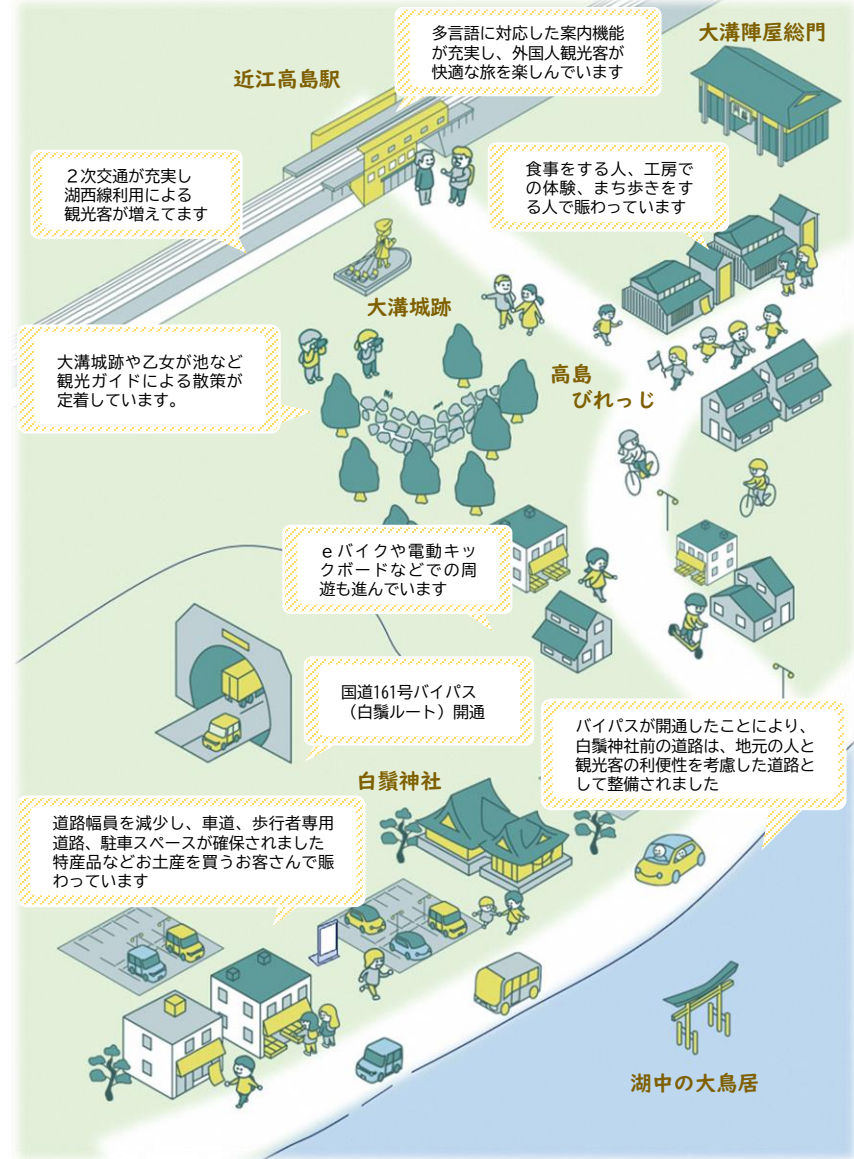 多言語に対応した案内機能
が充実し、外国人観光客が
快適な旅を楽しんでいます
大溝陣屋総門
近江高島駅
２次交通が充実し
湖西線利用による
観光客が増えてます
食事をする人、工房で
の体験、まち歩きをす
る人で賑わっています
大溝城跡
大溝城跡や乙女が池など
観光ガイドによる散策が
定着しています。
高島
びれっじ
ｅバイクや電動キッ
クボードなどでの周
遊も進んでいます
国道161号バイパス
（白鬚ルート）開通
バイパスが開通したことにより、
白鬚神社前の道路は、地元の人と
観光客の利便性を考慮した道路と
して整備されました
白鬚神社
道路幅員を減少し、車道、歩行者専用
道路、駐車スペースが確保されました
特産品などお土産を買うお客さんで賑
わっています
湖中の大鳥居